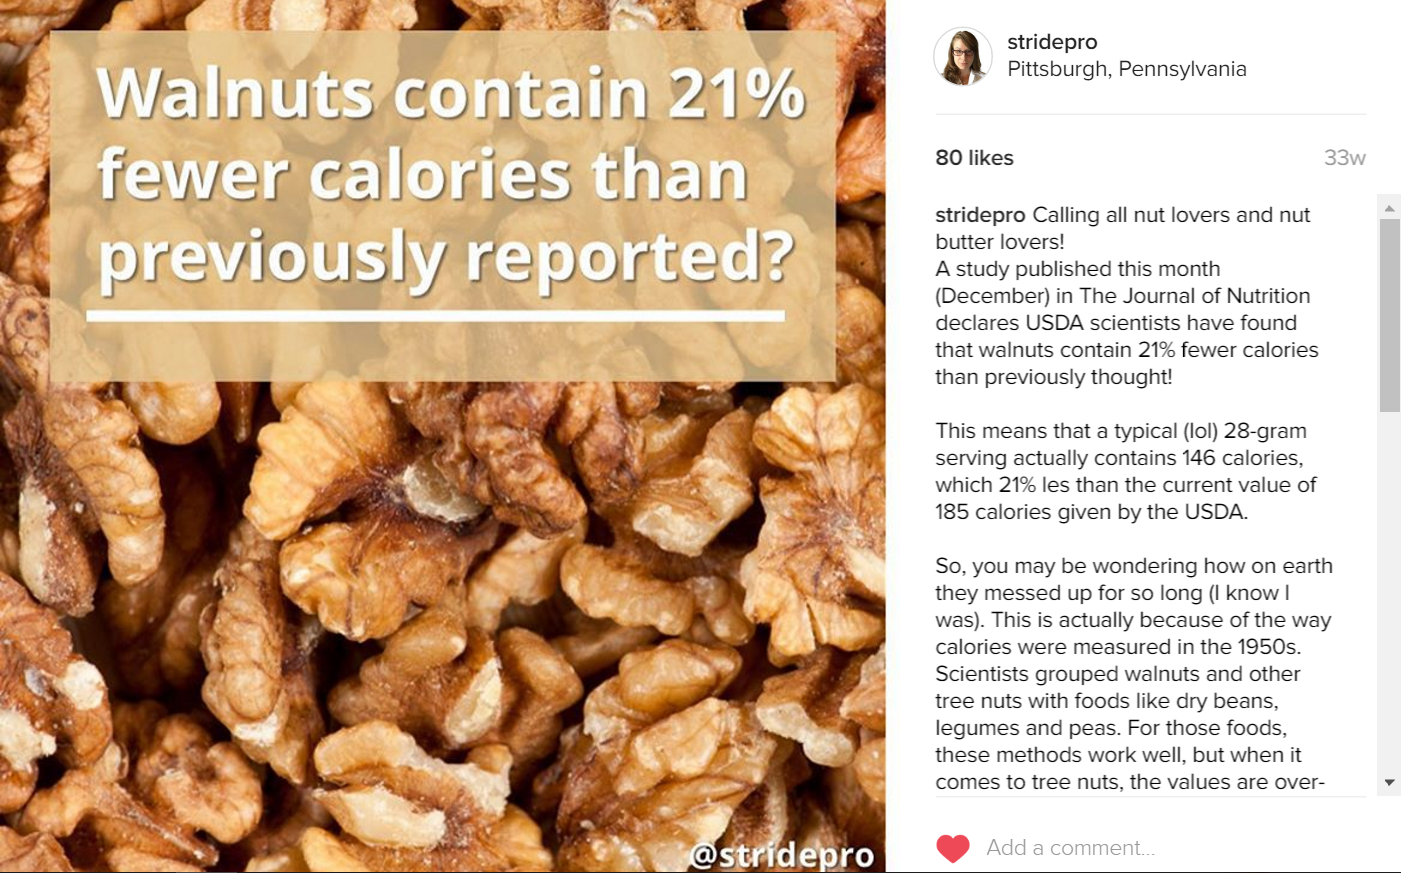 Walnuts contain 21%
fewer calories than
previously reported?
@stridepro
stridepro
Pittsburgh, Pennsylvania
80 likes
33w
stridepro Calling all nut lovers and nut
butter lovers!
A study published this month
(December) in The Journal of Nutrition
declares USDA scientists have found
that walnuts contain 21% fewer calories
than previously thought!
This means that a typical (lol) 28-gram
serving actually contains 146 calories,
which 21% les than the current value of
185 calories given by the USDA.
So, you may be wondering how on earth
they messed up for so long (I know I
was). This is actually because of the way
calories were measured in the 1950s.
Scientists grouped walnuts and other
tree nuts with foods like dry beans,
legumes and peas. For those foods,
these methods work well, but when it
comes to tree nuts, the values are over-
Add a comment...